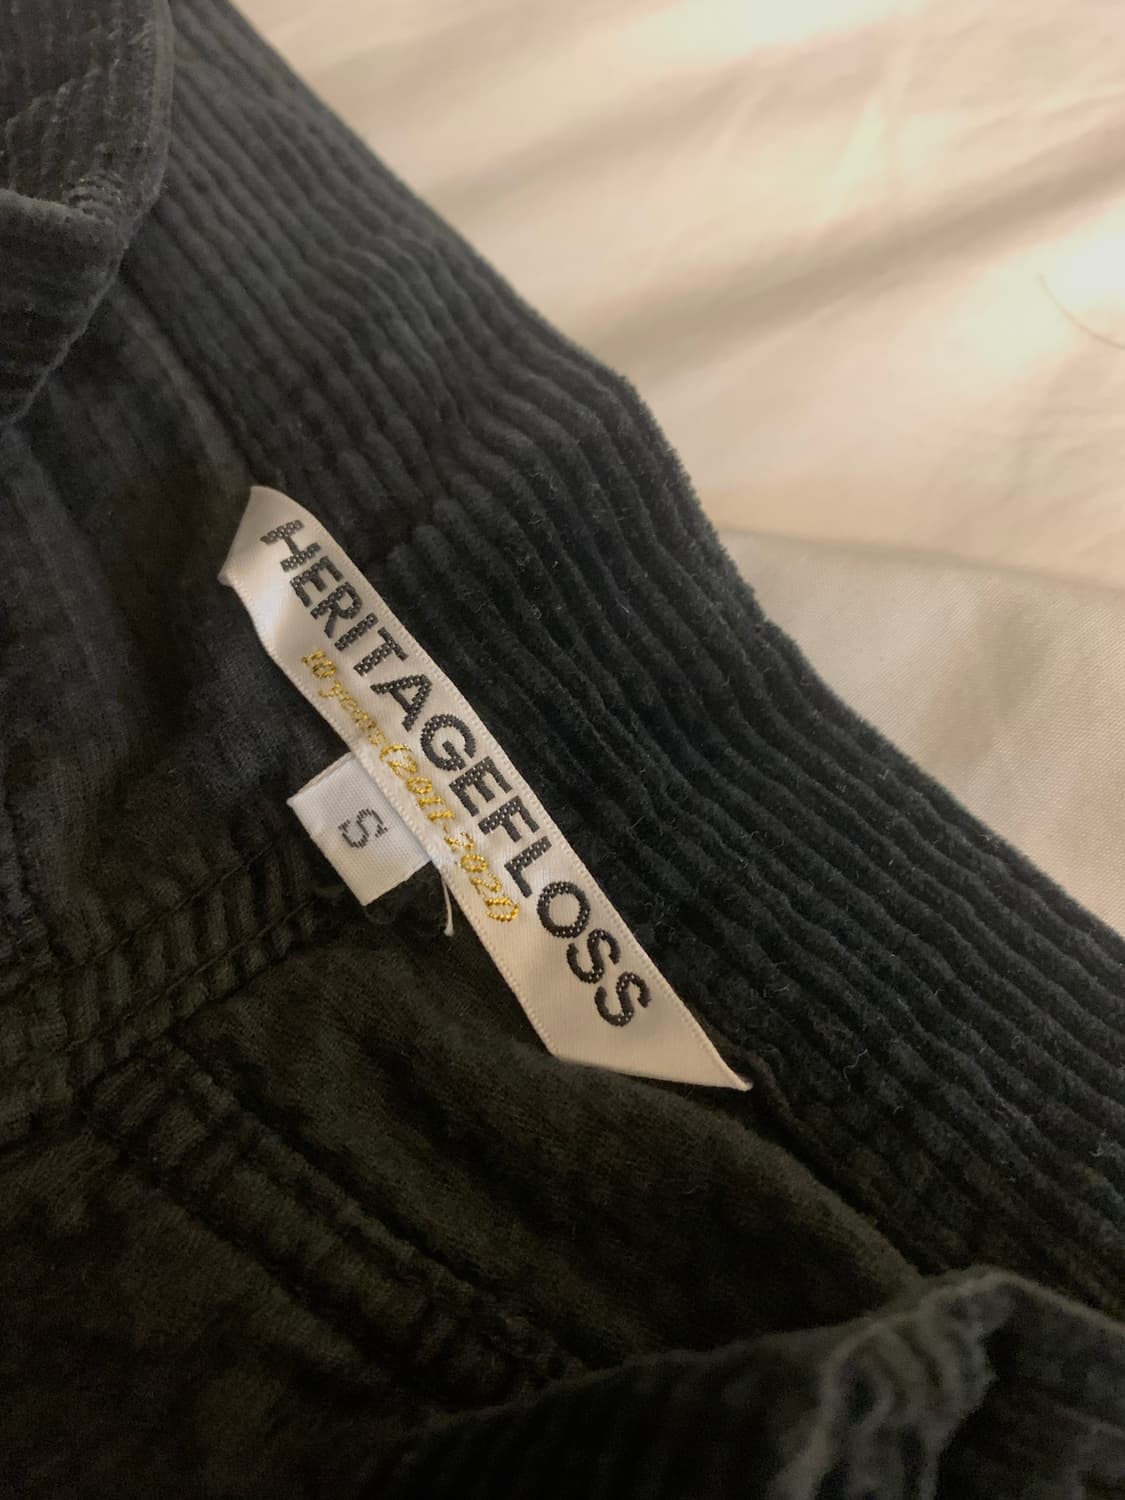 HERITAGEFLOSS
10 years(2011-2020)
S